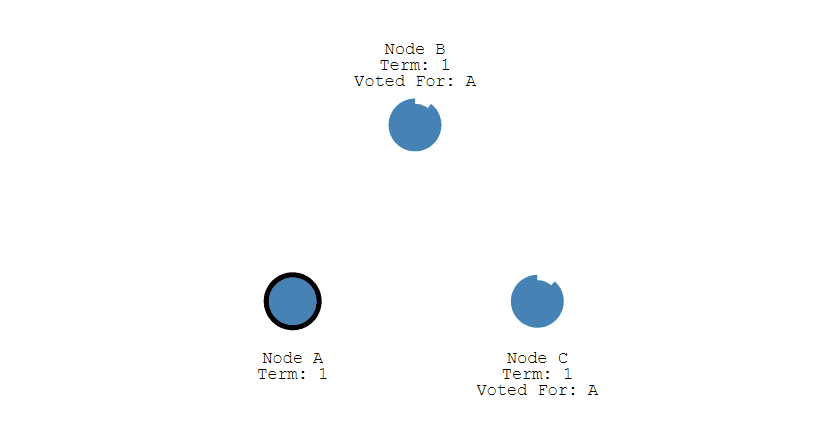 Node B
Term: 1
Voted For: A
Node A
Term: 1
Node C
Term: 1
Voted For: A